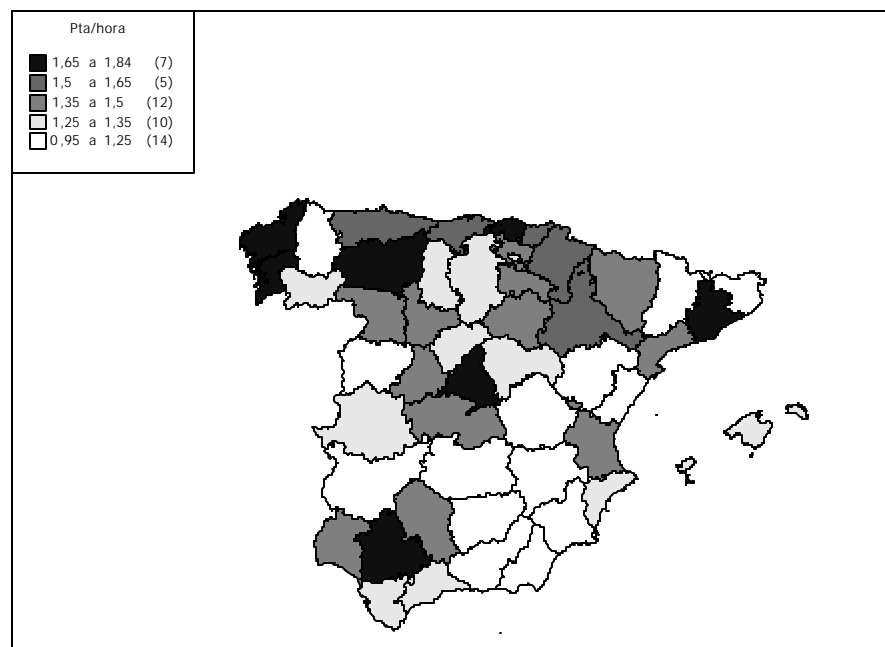 Pta/hora
1,65 a 1,84 (7)
1,5 a 1,65 (5)
1,35 a 1,5 (12)
1,25 a 1,35 (10)
0,95 a 1,25 (14)